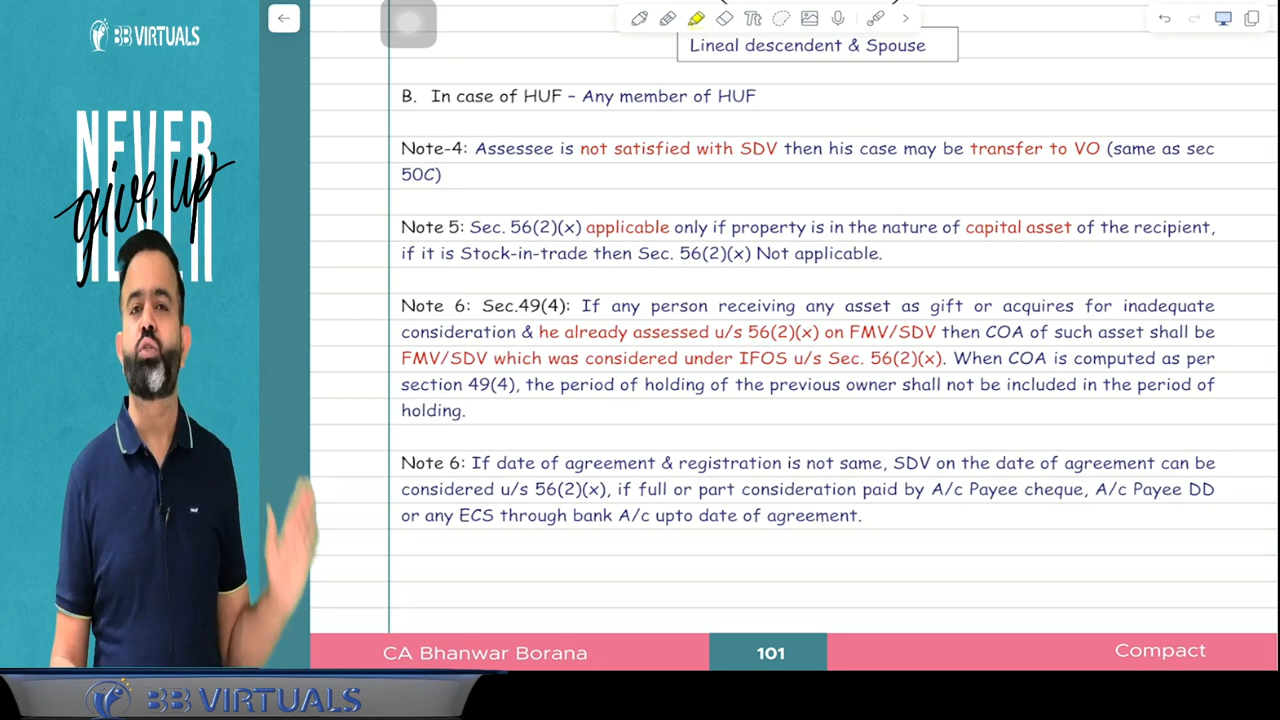 BB VIRTUALS
NEVER
give up
Lineal descendent & Spouse
B. In case of HUF – Any member of HUF
Note-4: Assessee is not satisfied with SDV then his case may be transfer to VO (same as sec
50C)
Note 5: Sec. 56(2)(x) applicable only if property is in the nature of capital asset of the recipient,
if it is Stock-in-trade then Sec. 56(2)(x) Not applicable.
Note 6: Sec.49(4): If any person receiving any asset as gift or acquires for inadequate
consideration & he already assessed u/s 56(2)(x) on FMV/SDV then COA of such asset shall be
FMV/SDV which was considered under IFOS u/s Sec. 56(2)(x). When COA is computed as per
section 49(4), the period of holding of the previous owner shall not be included in the period of
holding.
Note 6: If date of agreement & registration is not same, SDV on the date of agreement can be
considered u/s 56(2)(x), if full or part consideration paid by A/c Payee cheque, A/c Payee DD
or any ECS through bank A/c upto date of agreement.
CA Bhanwar Borana
101
Compact
BB VIRTUALS